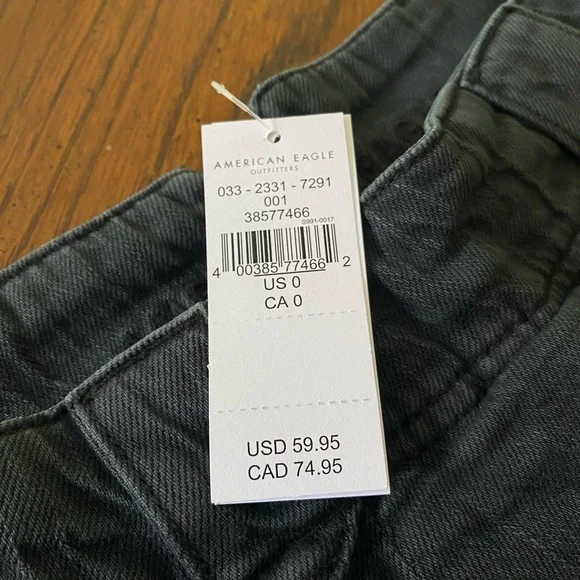 AMERICAN EAGLE
OUTFITTERS
033 - 2331 - 7291
001
38577466
S991-0017
4 00385 77466 2
US 0
CA 0
USD 59.95
CAD 74.95